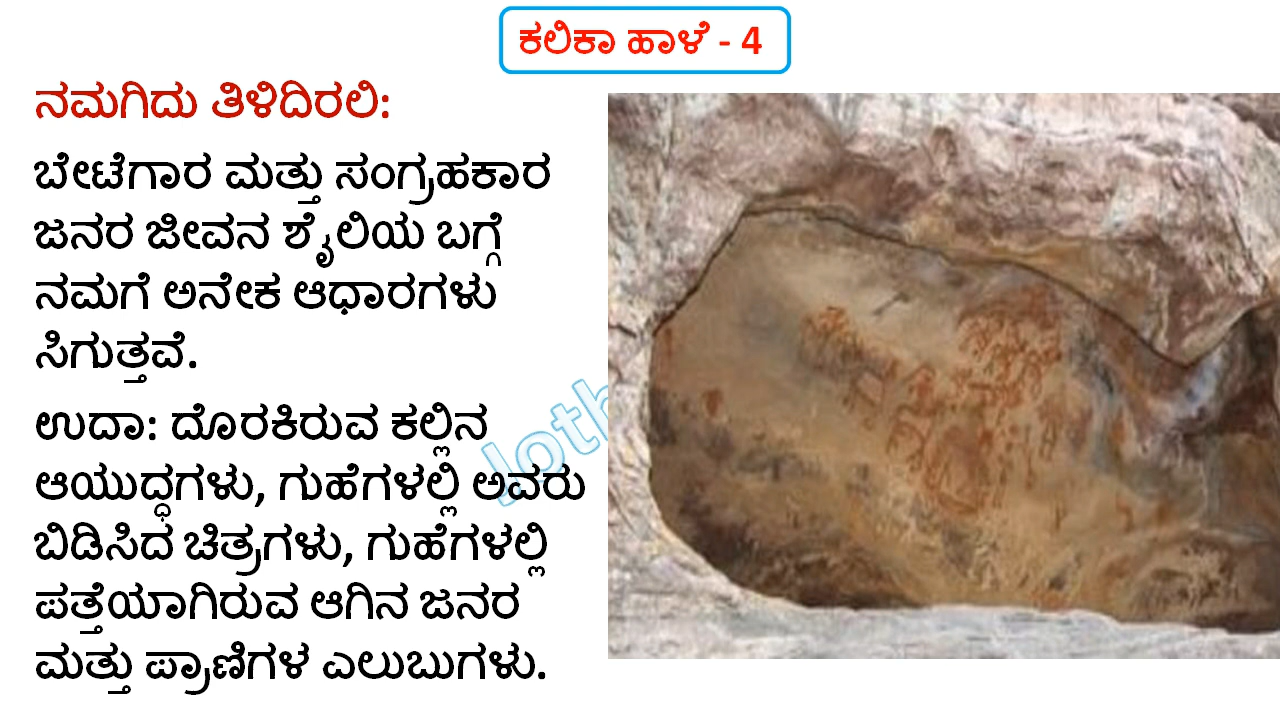 ಕಲಿಕಾ ಹಾಳೆ - 4
ನಮಗಿದು ತಿಳಿದಿರಲಿ:
ಬೇಟೆಗಾರ ಮತ್ತು ಸಂಗ್ರಹಕಾರ
ಜನರ ಜೀವನ ಶೈಲಿಯ ಬಗ್ಗೆ
ನಮಗೆ ಅನೇಕ ಆಧಾರಗಳು
ಸಿಗುತ್ತವೆ.
ಉದಾ: ದೊರಕಿರುವ ಕಲ್ಲಿನ
ಆಯುದ್ಧಗಳು, ಗುಹೆಗಳಲ್ಲಿ ಅವರು
ಬಿಡಿಸಿದ ಚಿತ್ರಗಳು, ಗುಹೆಗಳಲ್ಲಿ
ಪತ್ತೆಯಾಗಿರುವ ಆಗಿನ ಜನರ
ಮತ್ತು ಪ್ರಾಣಿಗಳ ಎಲುಬುಗಳು.